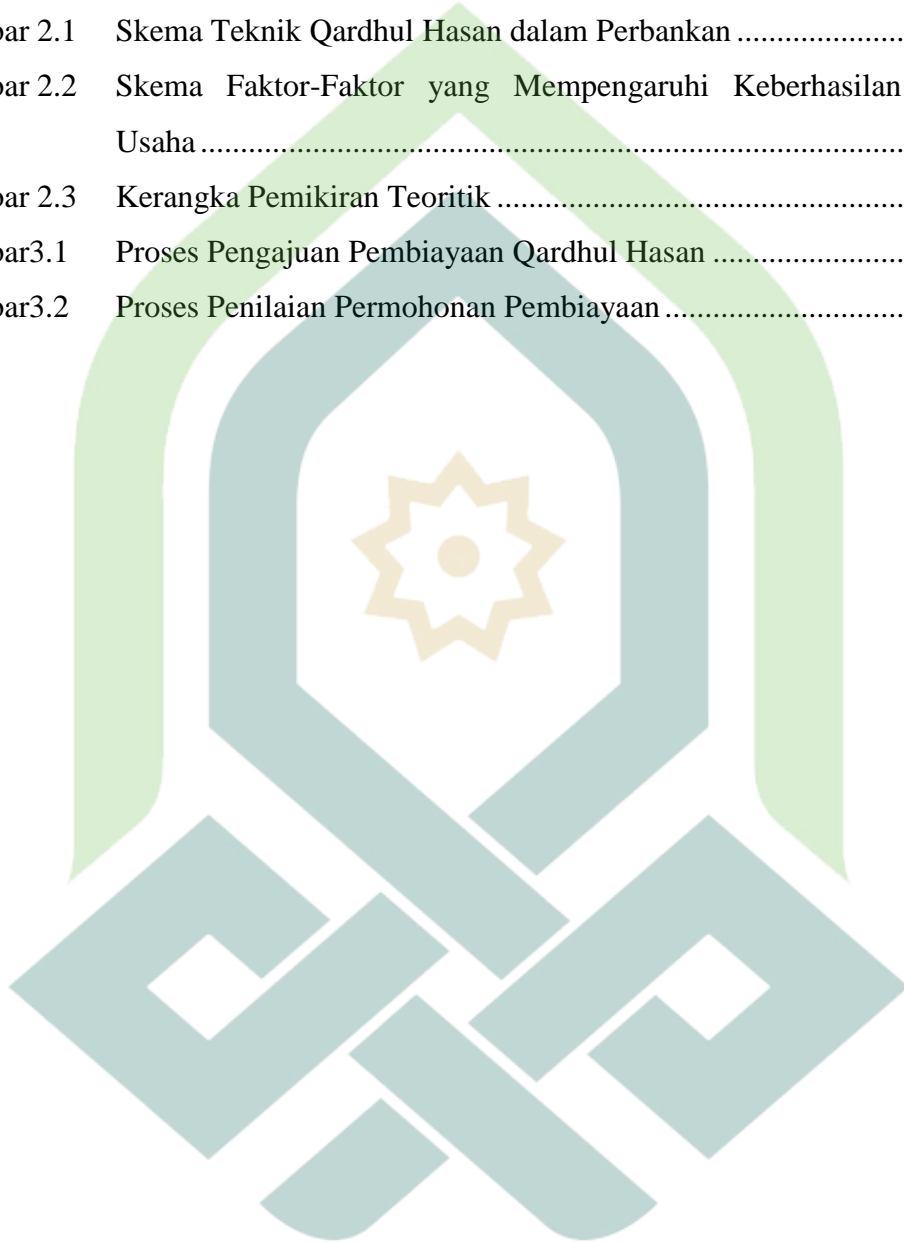 bar 2.1 Skema Teknik Qardhul Hasan dalam Perbankan .....................
bar 2.2 Skema Faktor-Faktor yang Mempengaruhi Keberhasilan
Usaha .........................................................................................
bar 2.3 Kerangka Pemikiran Teoritik ...................................................
bar3.1 Proses Pengajuan Pembiayaan Qardhul Hasan ........................
bar3.2 Proses Penilaian Permohonan Pembiayaan ..............................